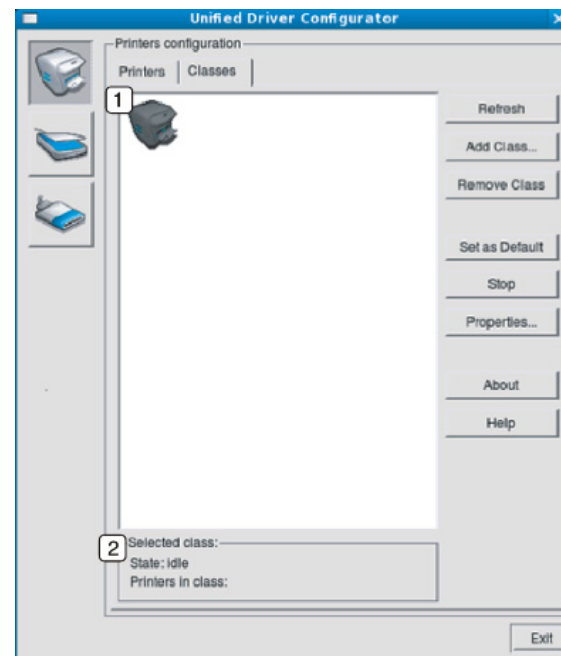 Unified Driver Configurator
Printers configuration
Printers Classes
1
Refresh
Add Class...
Remove Class
Set as Default
Stop
Properties...
About
Help
2
Selected class:
State: idle
Printers in class:
Exit